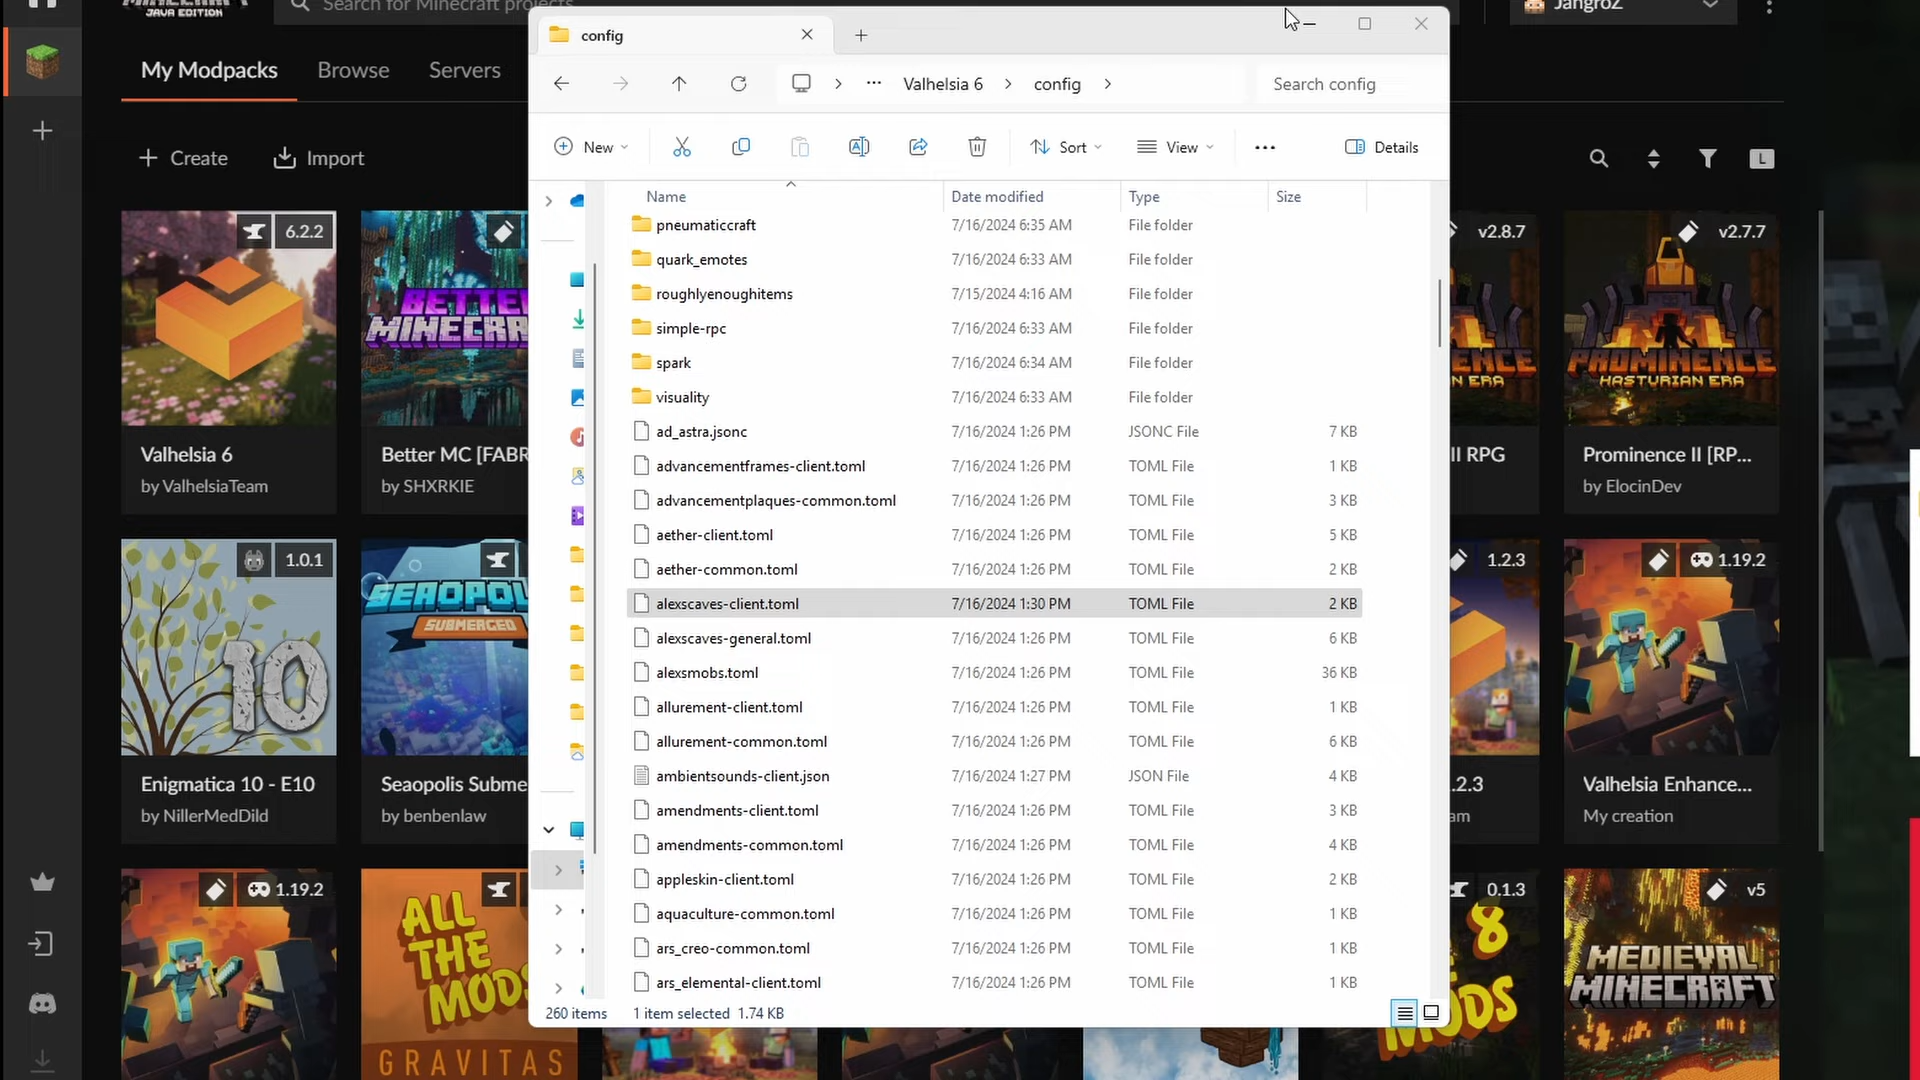 JAVA EDITION
Search for Minecraft projects
JangroZ
config
My Modpacks
Browse
Servers
Valhelsia 6
config
Search config
Create
Import
New
Sort
View
Details
L
Name
Date modified
Type
Size
pneumaticcraft 7/16/2024 6:35 AM File folder
quark_emotes 7/16/2024 6:33 AM File folder
roughlyenoughitems 7/15/2024 4:16 AM File folder
simple-rpc 7/16/2024 6:33 AM File folder
spark 7/16/2024 6:34 AM File folder
visuality 7/16/2024 6:33 AM File folder
ad_astra.jsonc 7/16/2024 1:26 PM JSONC File 7 KB
advancementframes-client.toml 7/16/2024 1:26 PM TOML File 1 KB
advancementplaques-common.toml 7/16/2024 1:26 PM TOML File 3 KB
aether-client.toml 7/16/2024 1:26 PM TOML File 5 KB
aether-common.toml 7/16/2024 1:26 PM TOML File 2 KB
alexscaves-client.toml 7/16/2024 1:30 PM TOML File 2 KB
alexscaves-general.toml 7/16/2024 1:26 PM TOML File 6 KB
alexsmobs.toml 7/16/2024 1:26 PM TOML File 36 KB
allurement-client.toml 7/16/2024 1:26 PM TOML File 1 KB
allurement-common.toml 7/16/2024 1:26 PM TOML File 6 KB
ambientsounds-client.json 7/16/2024 1:27 PM JSON File 4 KB
amendments-client.toml 7/16/2024 1:26 PM TOML File 3 KB
amendments-common.toml 7/16/2024 1:26 PM TOML File 4 KB
appleskin-client.toml 7/16/2024 1:26 PM TOML File 2 KB
aquaculture-common.toml 7/16/2024 1:26 PM TOML File 1 KB
ars_creo-common.toml 7/16/2024 1:26 PM TOML File 1 KB
ars_elemental-client.toml 7/16/2024 1:26 PM TOML File 1 KB
260 items
1 item selected 1.74 KB
6.2.2
Valhelsia 6
by ValhelsiaTeam
BETTER
MINECRA
Better MC [FABR
by SHXRKIE
v2.8.7
ENCE
N ERA
II RPG
v2.7.7
PROMINENCE
HASTURIAN ERA
Prominence II [RP...
by ElocinDev
1.0.1
10
Enigmatica 10 - E10
by NillerMedDild
SEAOPOL
SUBMERGED
Seaopolis Subme
by benbenlaw
1.2.3
.2.3
am
1.19.2
Valhelsia Enhance...
My creation
1.19.2
ALL
THE
MODS
GRAVITAS
0.1.3
8
MODS
v5
MEDIEVAL
MINECRAFT